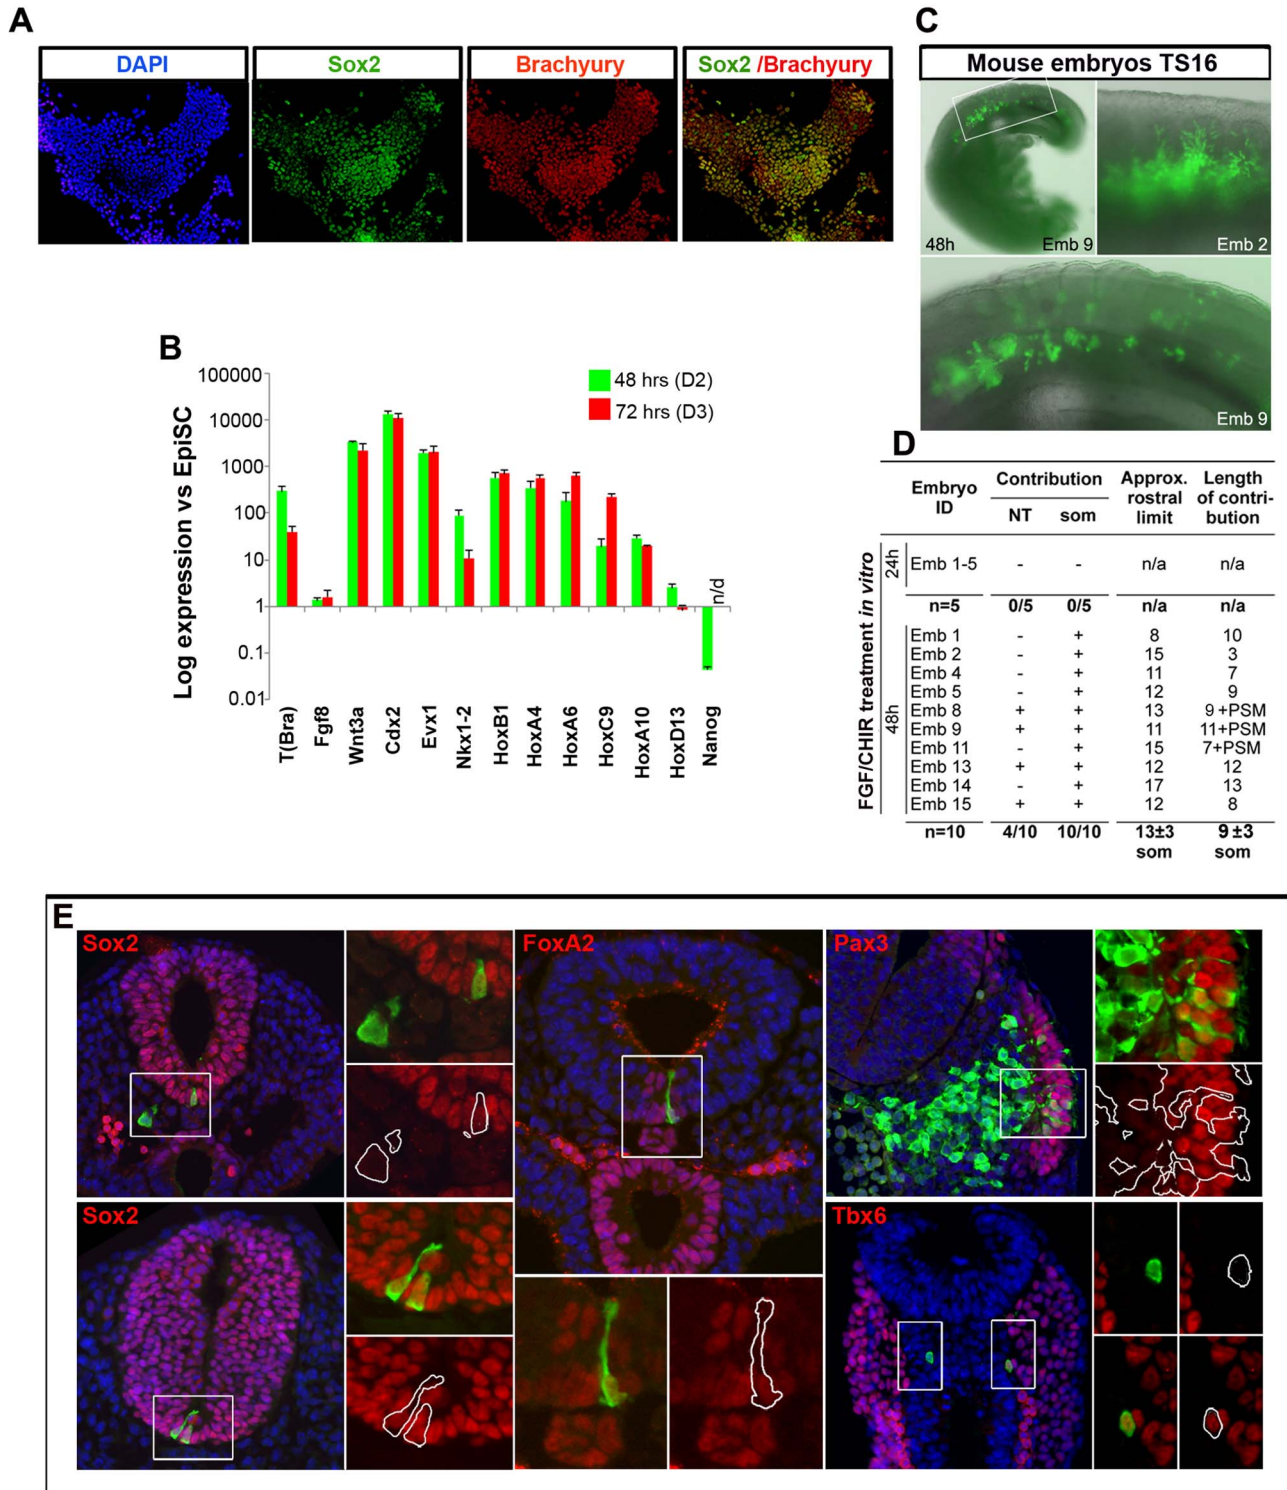 A
DAPI
Sox2
Brachyury
Sox2 /Brachyury
C
Mouse embryos TS16
48h
Emb 9
Emb 2
Emb 9
B
Log expression vs EpiSC
100000
10000
1000
100
10
1
0.1
0.01
48 hrs (D2)
72 hrs (D3)
n/d
T(Bra)
Fgf8
Wnt3a
Cdx2
Evx1
Nkx1-2
HoxB1
HoxA4
HoxA6
HoxC9
HoxA10
HoxD13
Nanog
D
Embryo ID
Contribution
NT som
Approx. rostral limit
Length of contri- bution
FGF/CHIR treatment in vitro
24h
Emb 1-5 - - n/a n/a
n=5 0/5 0/5 n/a n/a
48h
Emb 1 - + 8 10
Emb 2 - + 15 3
Emb 4 - + 11 7
Emb 5 - + 12 9
Emb 8 + + 13 9 +PSM
Emb 9 + + 11 11+PSM
Emb 11 - + 15 7+PSM
Emb 13 + + 12 12
Emb 14 - + 17 13
Emb 15 + + 12 8
n=10 4/10 10/10 13±3 9 ±3
som som
E
Sox2
FoxA2
Pax3
Sox2
Tbx6